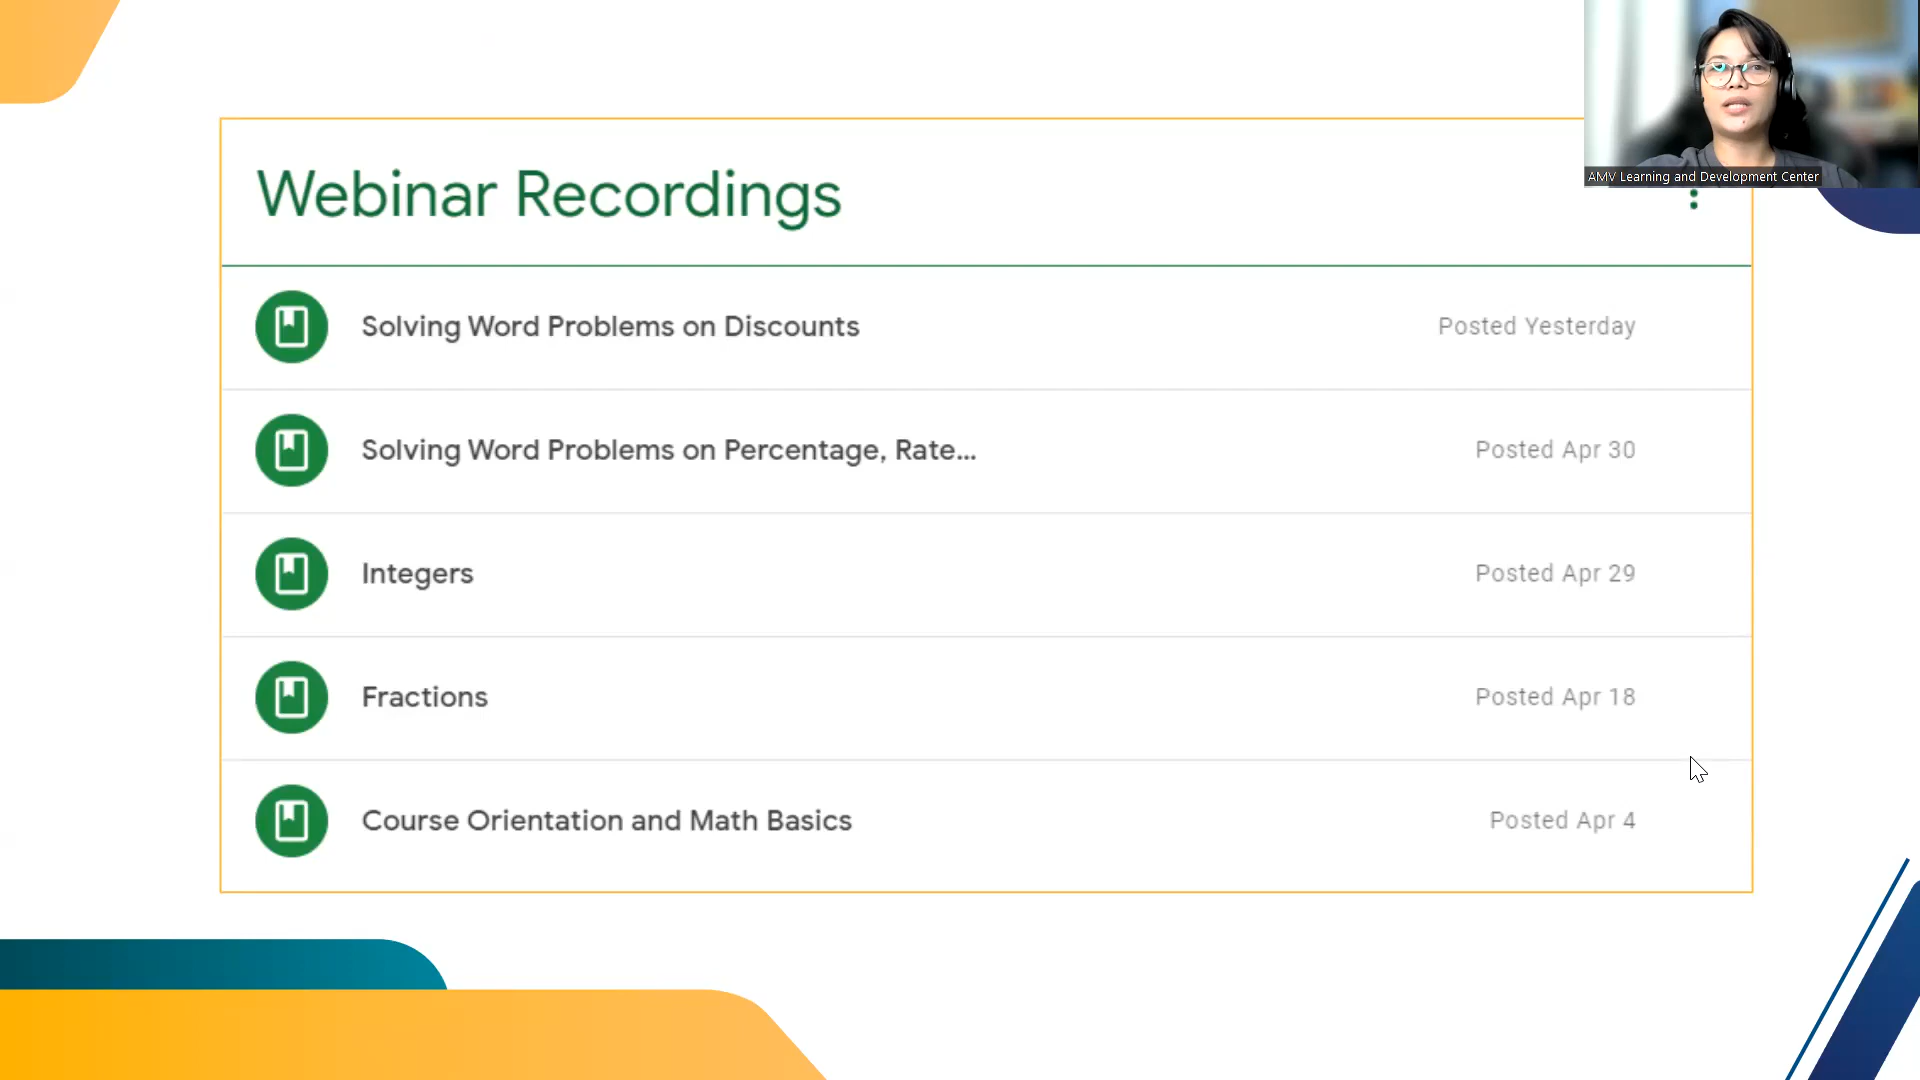 AMV Learning and Development Center
Webinar Recordings
Solving Word Problems on Discounts
Posted Yesterday
Solving Word Problems on Percentage, Rate...
Posted Apr 30
Integers
Posted Apr 29
Fractions
Posted Apr 18
Course Orientation and Math Basics
Posted Apr 4